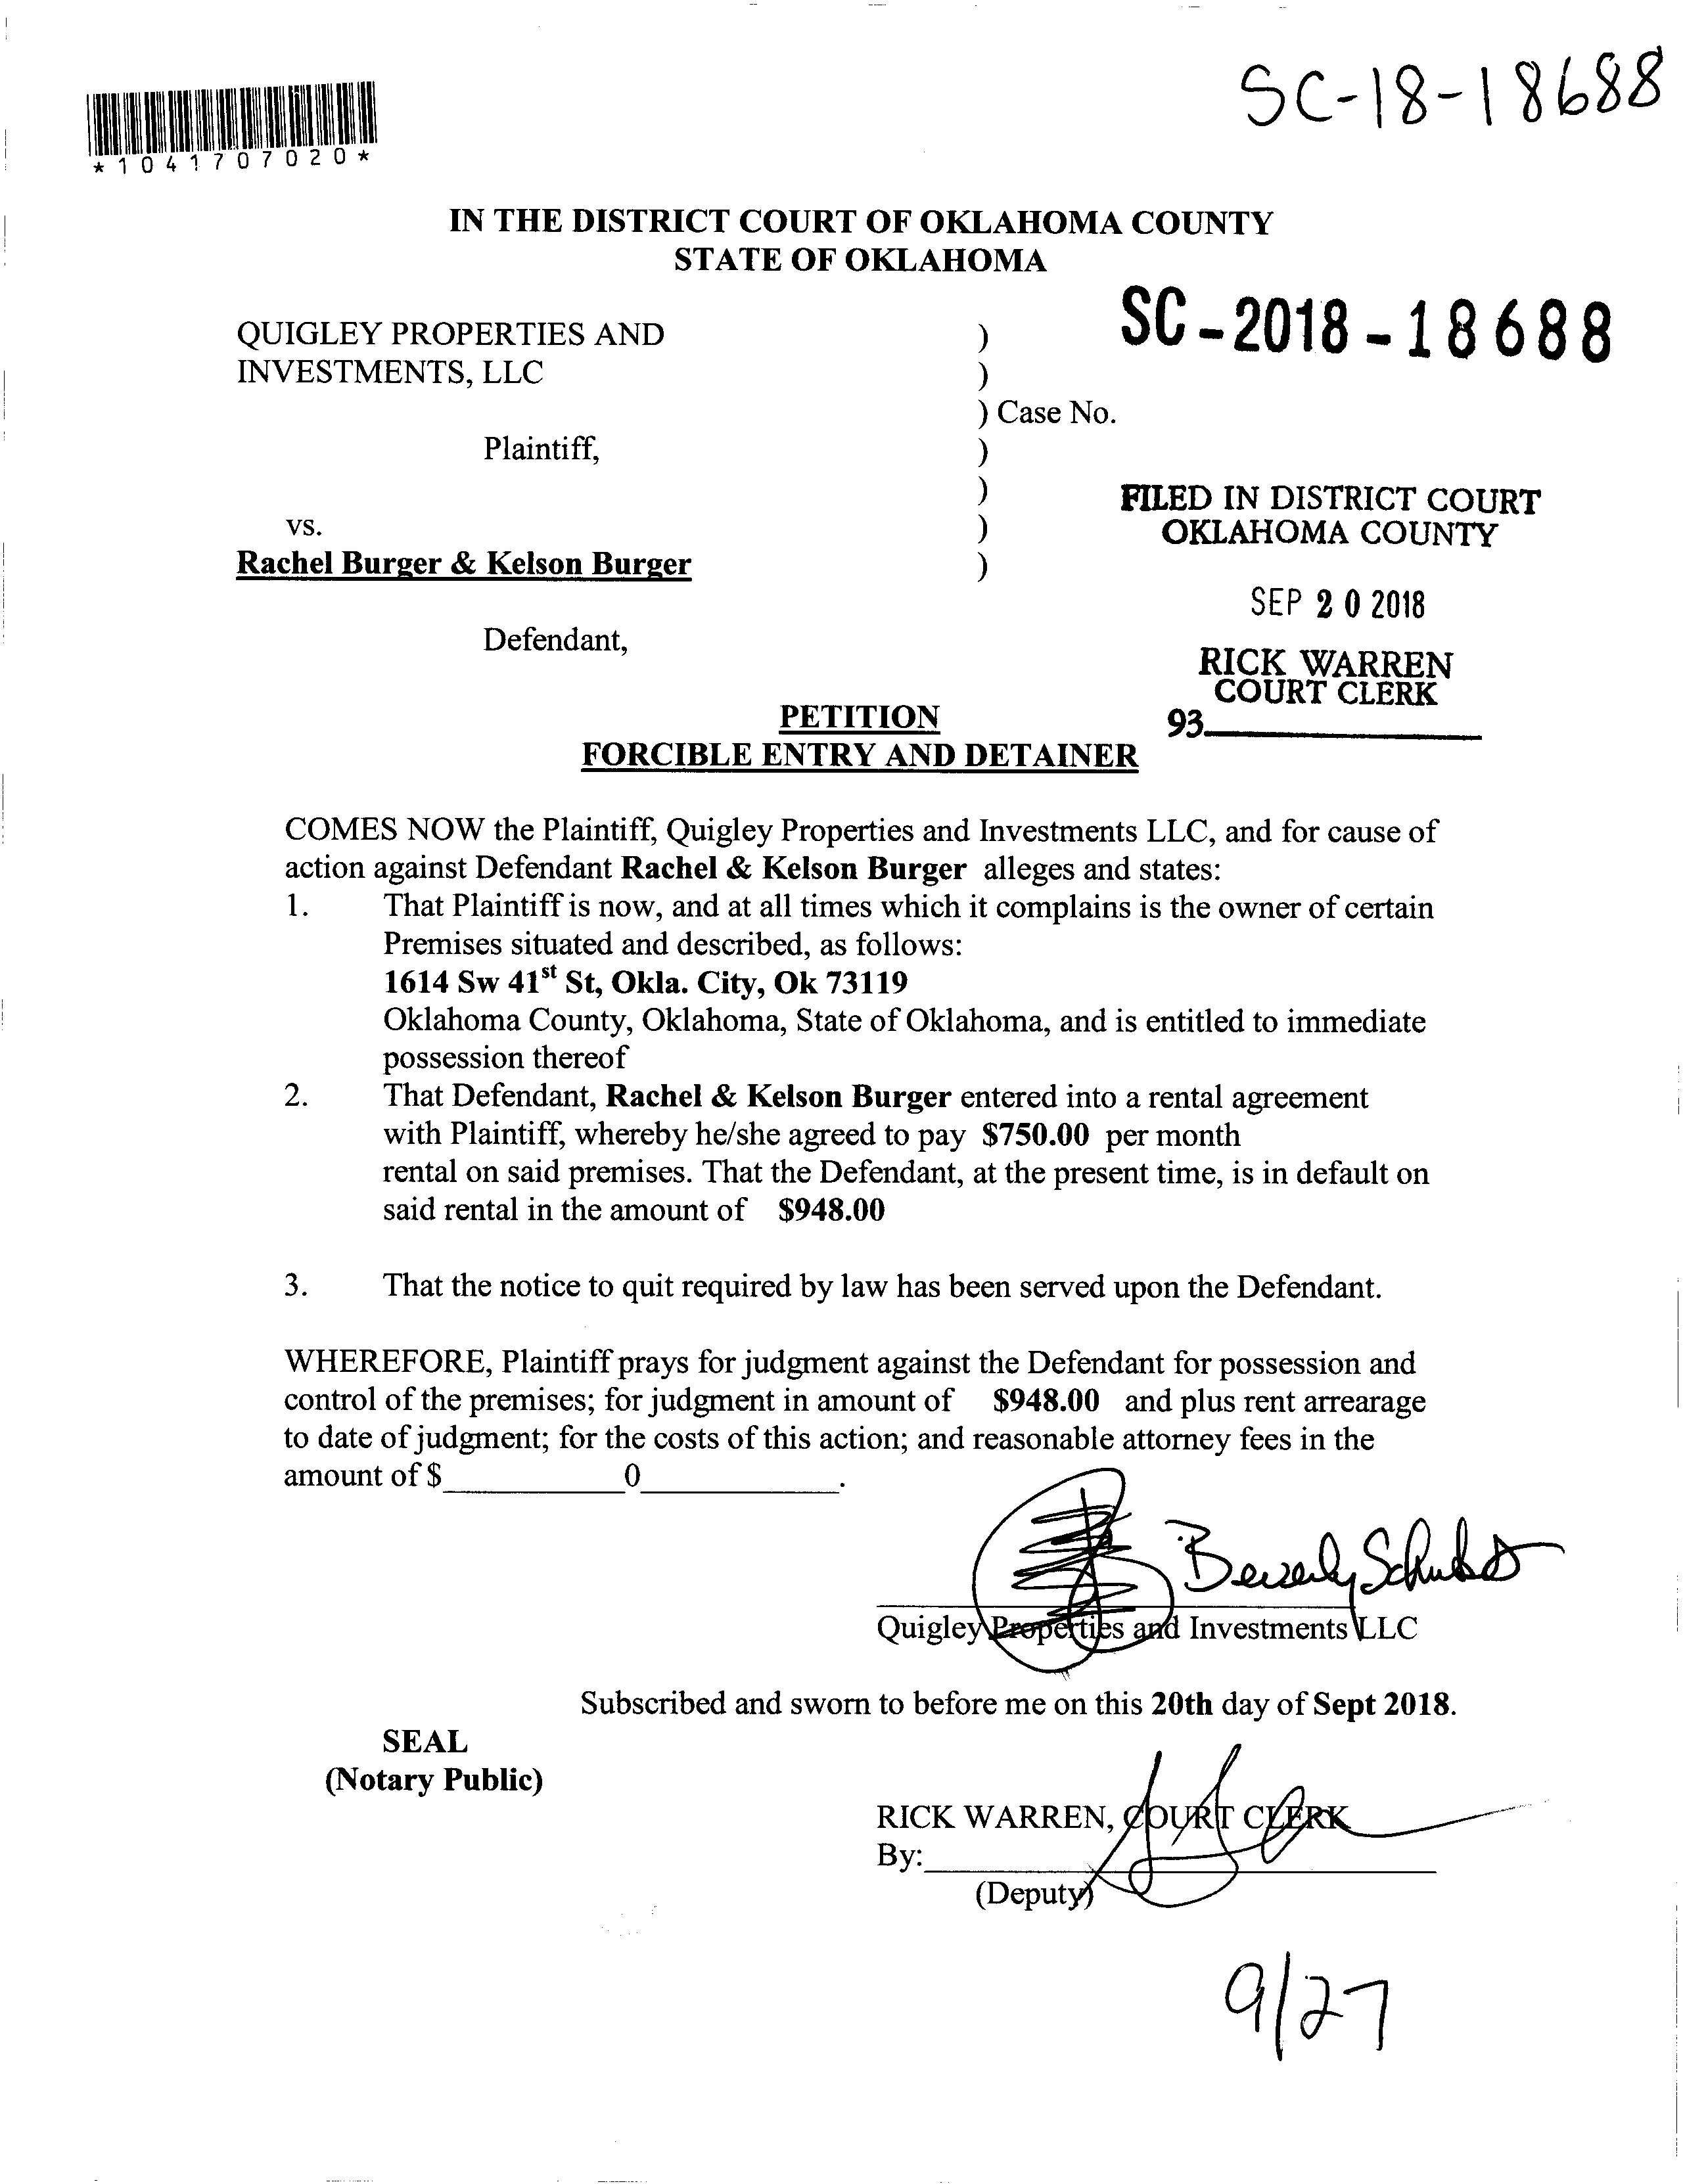 SC-18-18688
*1041707020*
IN THE DISTRICT COURT OF OKLAHOMA COUNTY
STATE OF OKLAHOMA
SC-2018-18688
QUIGLEY PROPERTIES AND )
INVESTMENTS, LLC )
) Case No.
Plaintiff, )
)
vs. )
Rachel Burger & Kelson Burger )
FILED IN DISTRICT COURT
OKLAHOMA COUNTY
SEP 20 2018
Defendant,
RICK WARREN
COURT CLERK
93
PETITION
FORCIBLE ENTRY AND DETAINER
COMES NOW the Plaintiff, Quigley Properties and Investments LLC, and for cause of
action against Defendant Rachel & Kelson Burger alleges and states:
1. That Plaintiff is now, and at all times which it complains is the owner of certain
Premises situated and described, as follows:
1614 Sw 41st St, Okla. City, Ok 73119
Oklahoma County, Oklahoma, State of Oklahoma, and is entitled to immediate
possession thereof
2. That Defendant, Rachel & Kelson Burger entered into a rental agreement
with Plaintiff, whereby he/she agreed to pay $750.00 per month
rental on said premises. That the Defendant, at the present time, is in default on
said rental in the amount of $948.00
3. That the notice to quit required by law has been served upon the Defendant.
WHEREFORE, Plaintiff prays for judgment against the Defendant for possession and
control of the premises; for judgment in amount of $948.00 and plus rent arrearage
to date of judgment; for the costs of this action; and reasonable attorney fees in the
amount of $ 0 .
Beverly
Quigley Properties and Investments LLC
Subscribed and sworn to before me on this 20th day of Sept 2018.
SEAL
(Notary Public)
RICK WARREN, COURT CLERK
By:
(Deputy)
9/27